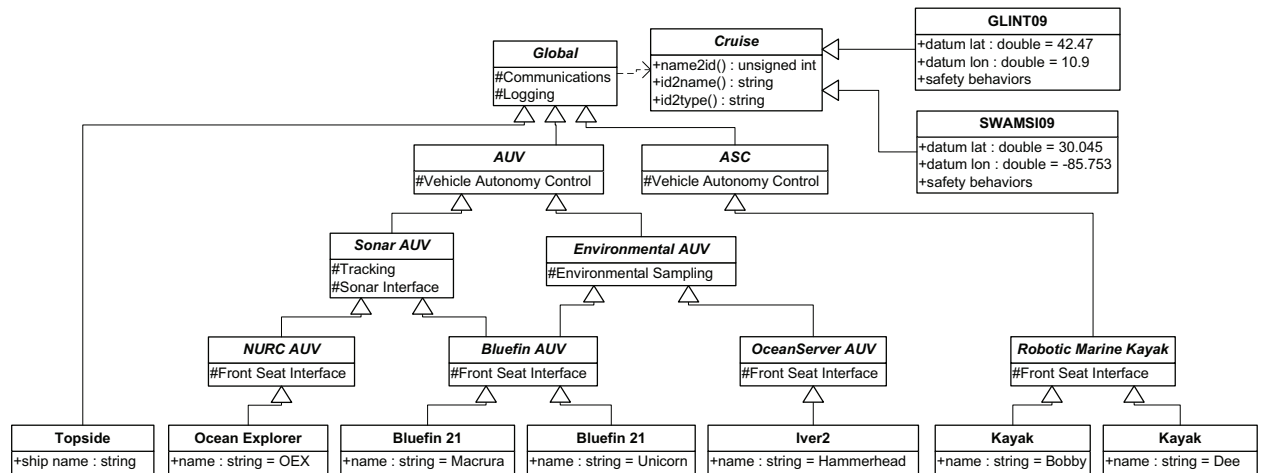 GLINT09
+datum lat : double = 42.47
+datum lon : double = 10.9
+safety behaviors
Cruise
+name2id() : unsigned int
+id2name() : string
+id2type() : string
Global
#Communications
#Logging
SWAMSI09
+datum lat : double = 30.045
+datum lon : double = -85.753
+safety behaviors
AUV
#Vehicle Autonomy Control
ASC
#Vehicle Autonomy Control
Sonar AUV
#Tracking
#Sonar Interface
Environmental AUV
#Environmental Sampling
NURC AUV
#Front Seat Interface
Bluefin AUV
#Front Seat Interface
OceanServer AUV
#Front Seat Interface
Robotic Marine Kayak
#Front Seat Interface
Topside
+ship name : string
Ocean Explorer
+name : string = OEX
Bluefin 21
+name : string = Macrura
Bluefin 21
+name : string = Unicorn
Iver2
+name : string = Hammerhead
Kayak
+name : string = Bobby
Kayak
+name : string = Dee